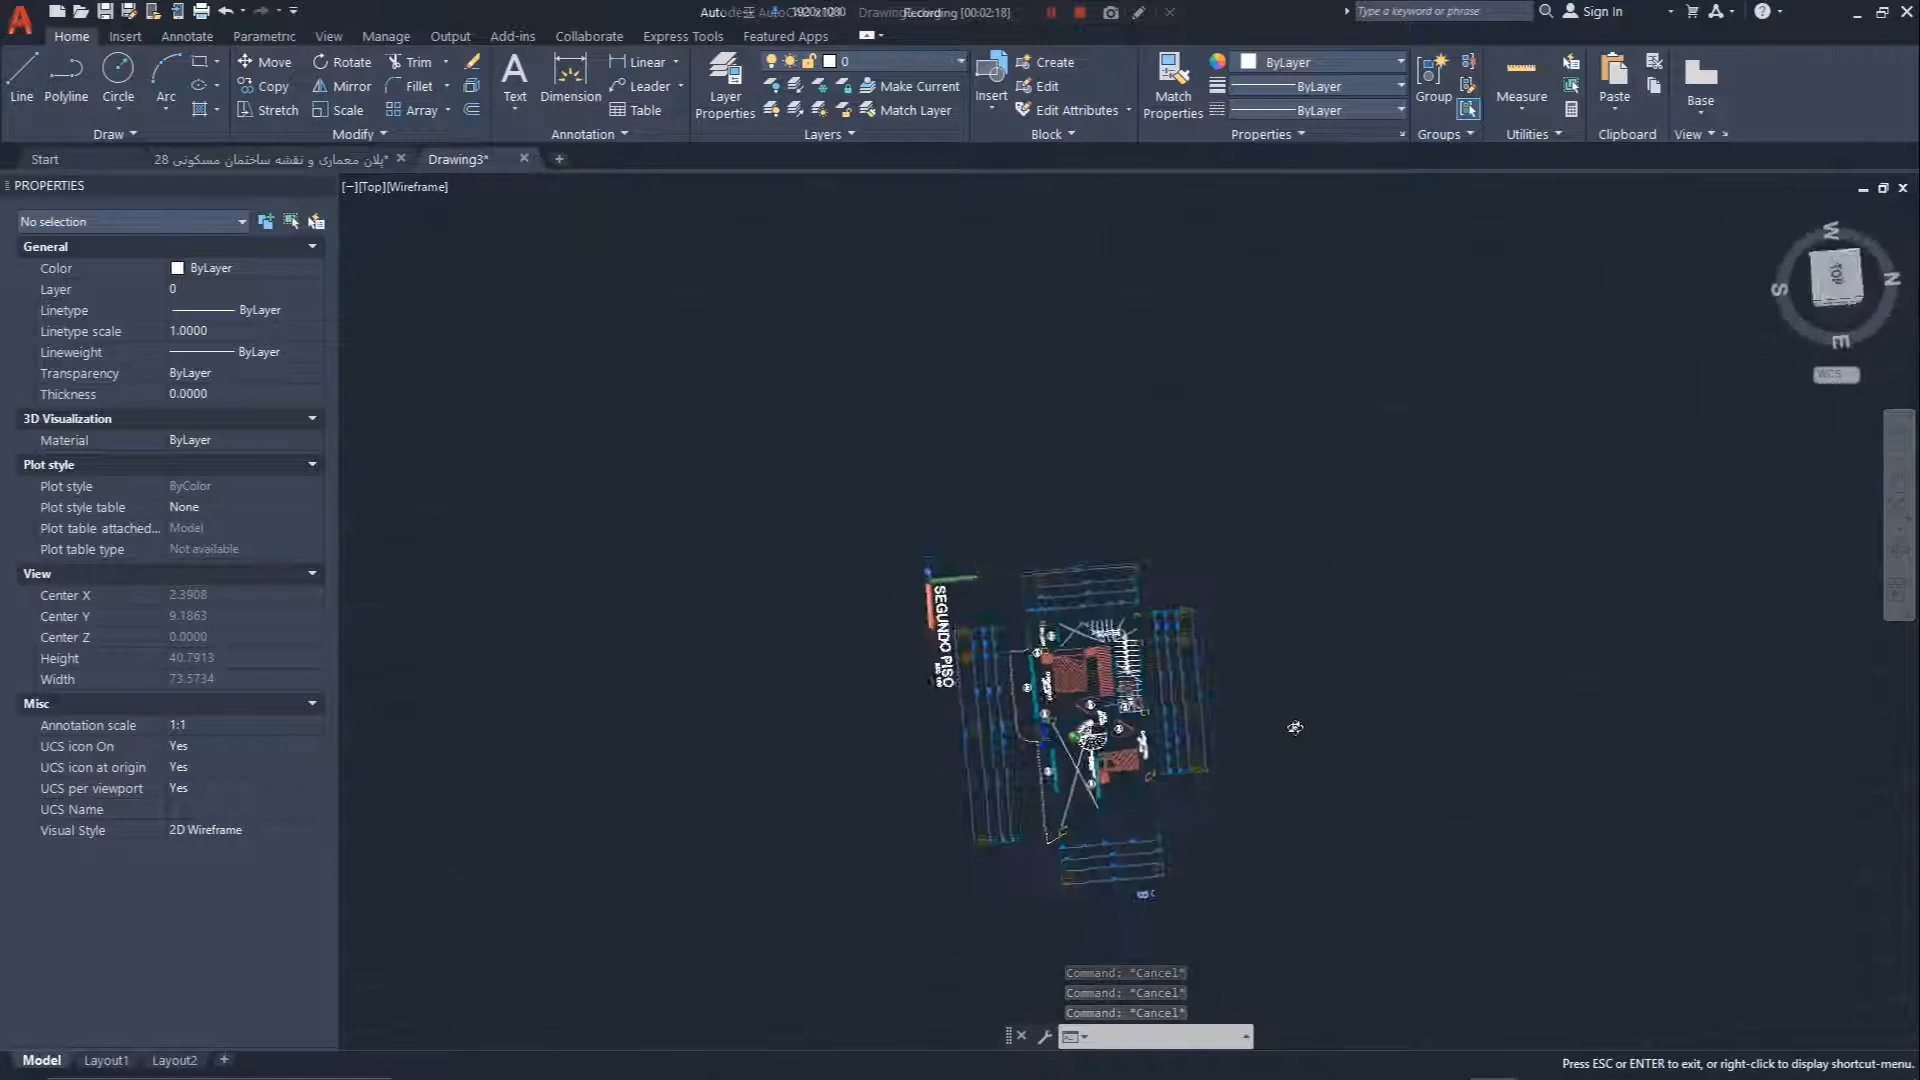 1920x1080
Recording [00:02:18]
Type a keyword or phrase
Sign In
Home Insert Annotate Parametric View Manage Output Add-ins Collaborate Express Tools Featured Apps
Line
Polyline
Circle
Arc
Draw
Move
Rotate
Trim
Copy
Mirror
Fillet
Stretch
Scale
Array
Modify
Text
Dimension
Linear
Leader
Table
Annotation
Layer
Properties
0
Make Current
Match Layer
Layers
Insert
Create
Edit
Edit Attributes
Block
Match
Properties
ByLayer
ByLayer
ByLayer
Properties
Group
Groups
Measure
Utilities
Paste
Clipboard
Base
View
Start
پلان معماری و نقشه ساختمان مسکونی 28*
Drawing3*
PROPERTIES
[−][Top][Wireframe]
No selection
General
Color ByLayer
Layer 0
Linetype ByLayer
Linetype scale 1.0000
Lineweight ByLayer
Transparency ByLayer
Thickness 0.0000
3D Visualization
Material ByLayer
Plot style
Plot style ByColor
Plot style table None
Plot table attached... Model
Plot table type Not available
View
Center X 2.3908
Center Y 9.1863
Center Z 0.0000
Height 40.7913
Width 73.5734
Misc
Annotation scale 1:1
UCS icon On Yes
UCS icon at origin Yes
UCS per viewport Yes
UCS Name
Visual Style 2D Wireframe
W
N
S
E
TOP
WCS
SEGUNDO PISO
Command: *Cancel*
Command: *Cancel*
Command: *Cancel*
Model Layout1 Layout2 +
Press ESC or ENTER to exit, or right-click to display shortcut-menu.